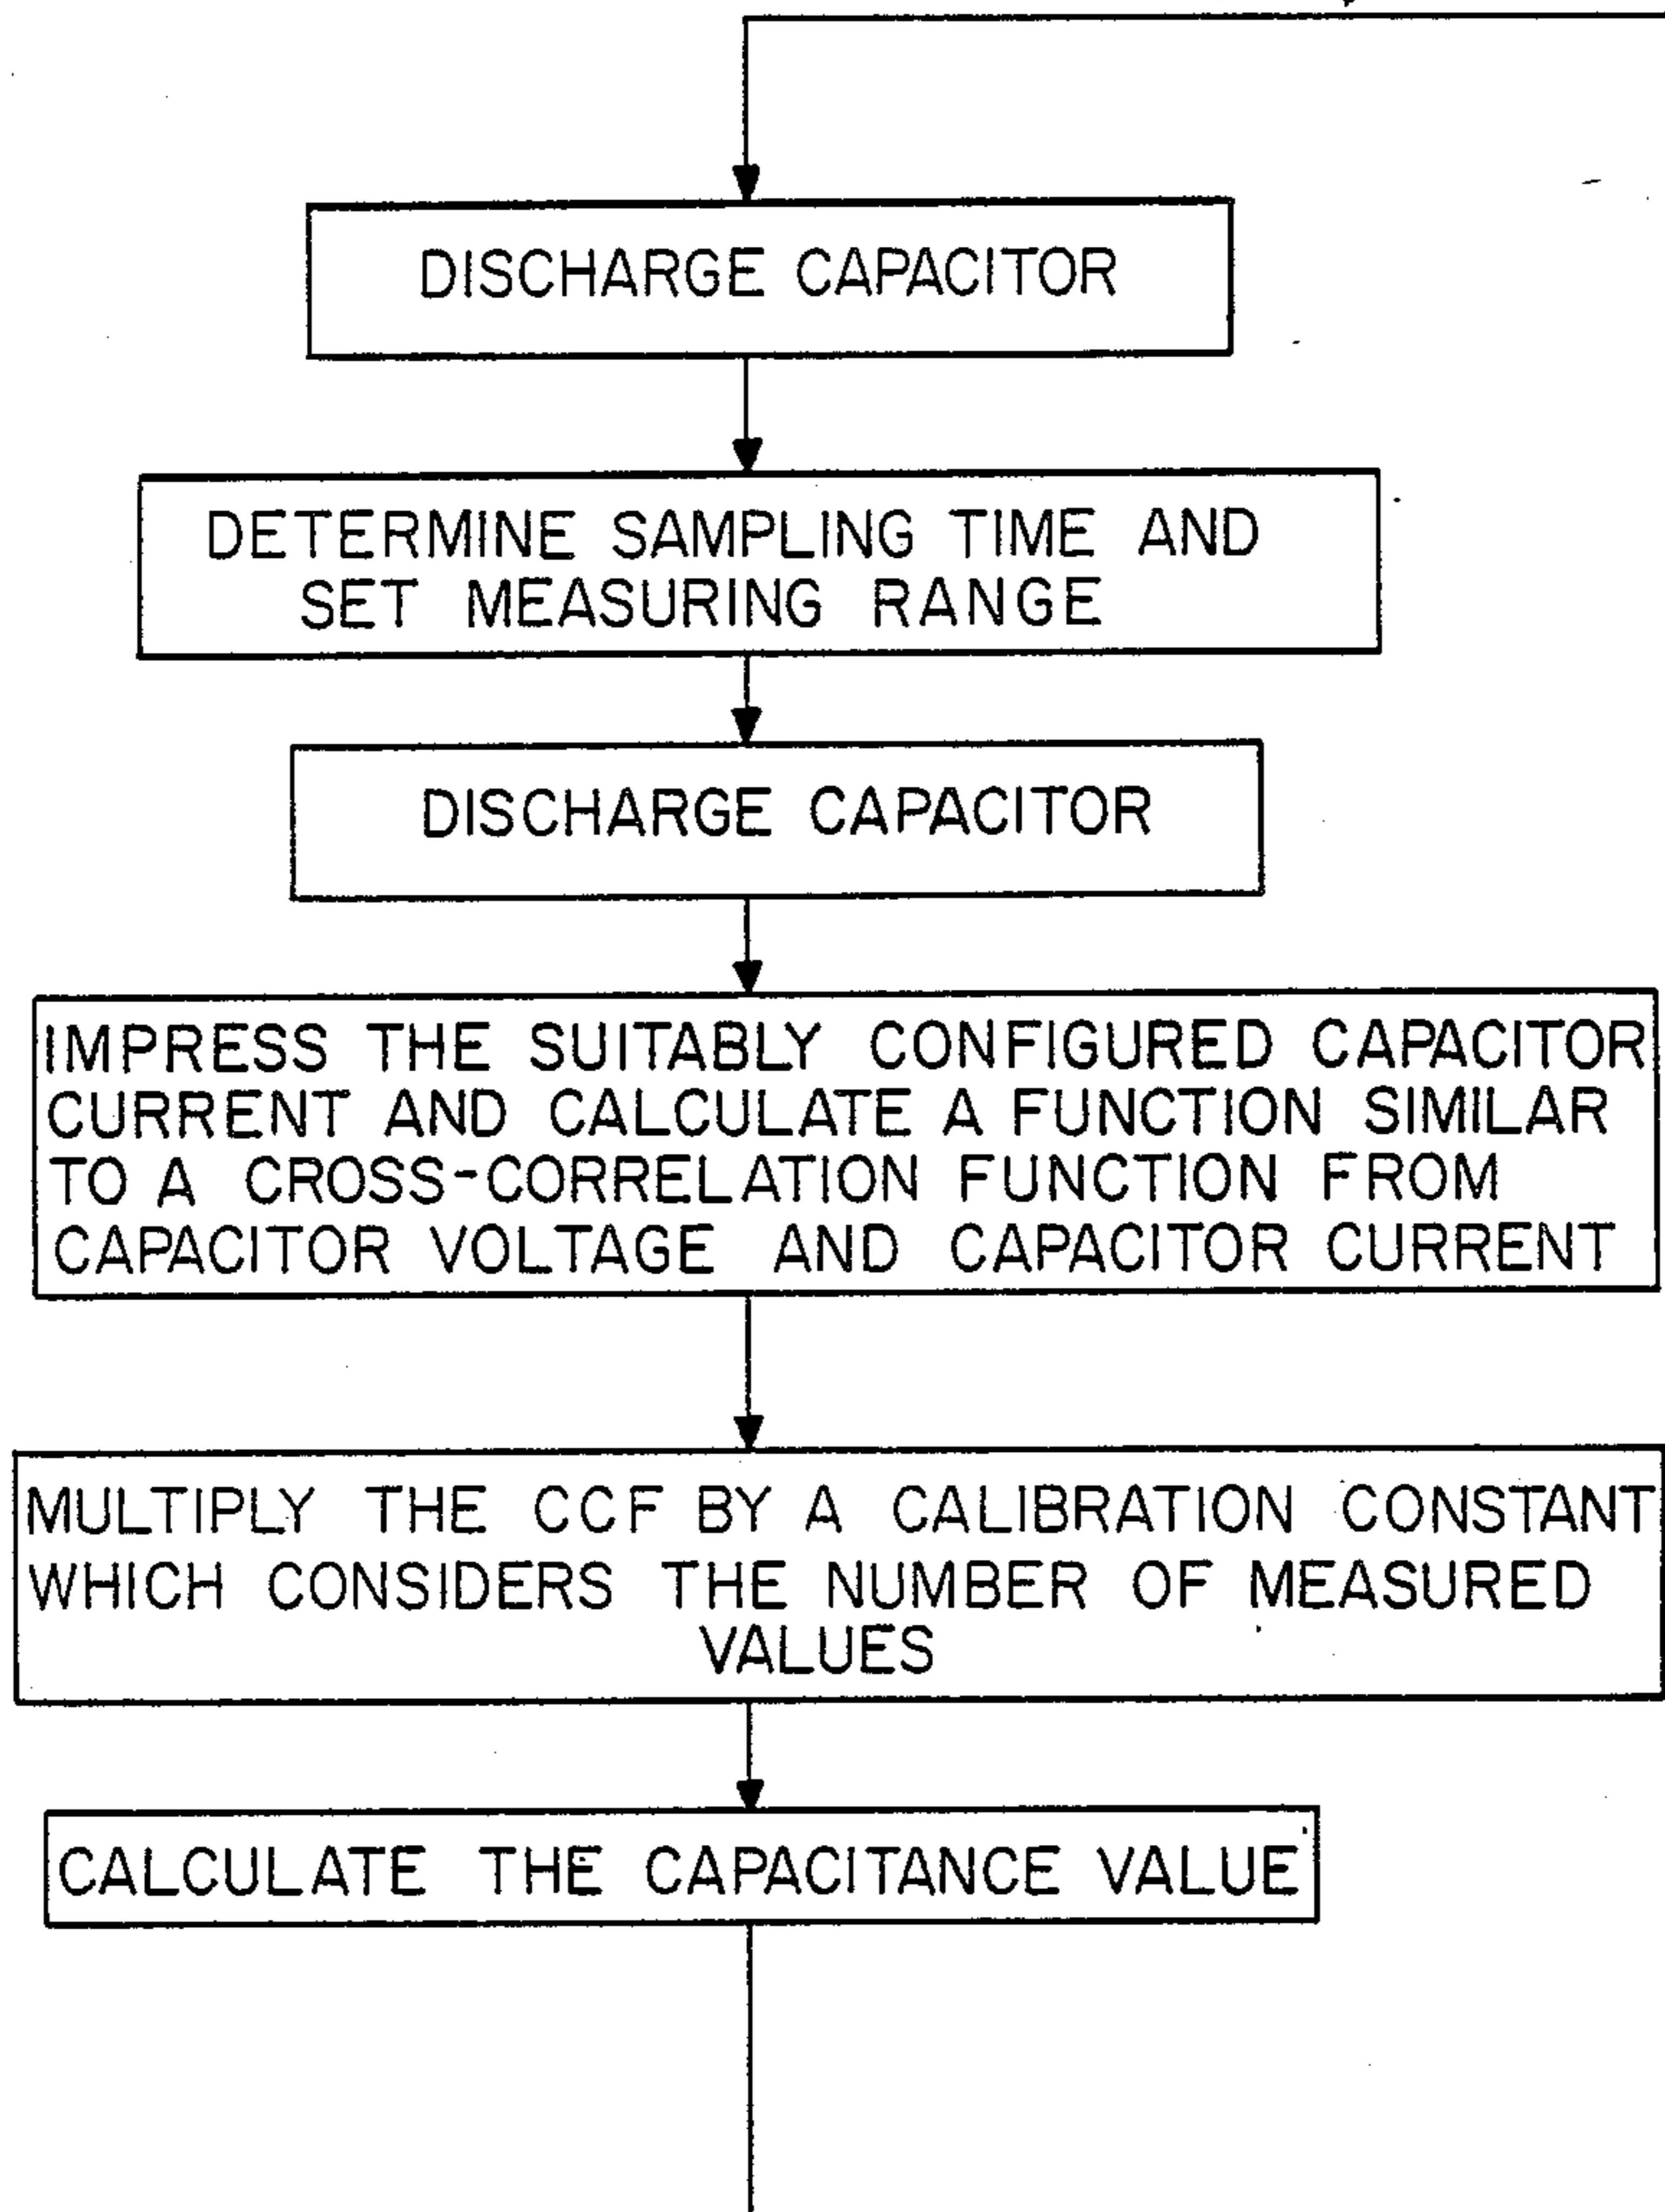 DISCHARGE CAPACITOR
DETERMINE SAMPLING TIME AND
SET MEASURING RANGE
DISCHARGE CAPACITOR
IMPRESS THE SUITABLY CONFIGURED CAPACITOR
CURRENT AND CALCULATE A FUNCTION SIMILAR
TO A CROSS-CORRELATION FUNCTION FROM
CAPACITOR VOLTAGE AND CAPACITOR CURRENT
MULTIPLY THE CCF BY A CALIBRATION CONSTANT
WHICH CONSIDERS THE NUMBER OF MEASURED
VALUES
CALCULATE THE CAPACITANCE VALUE